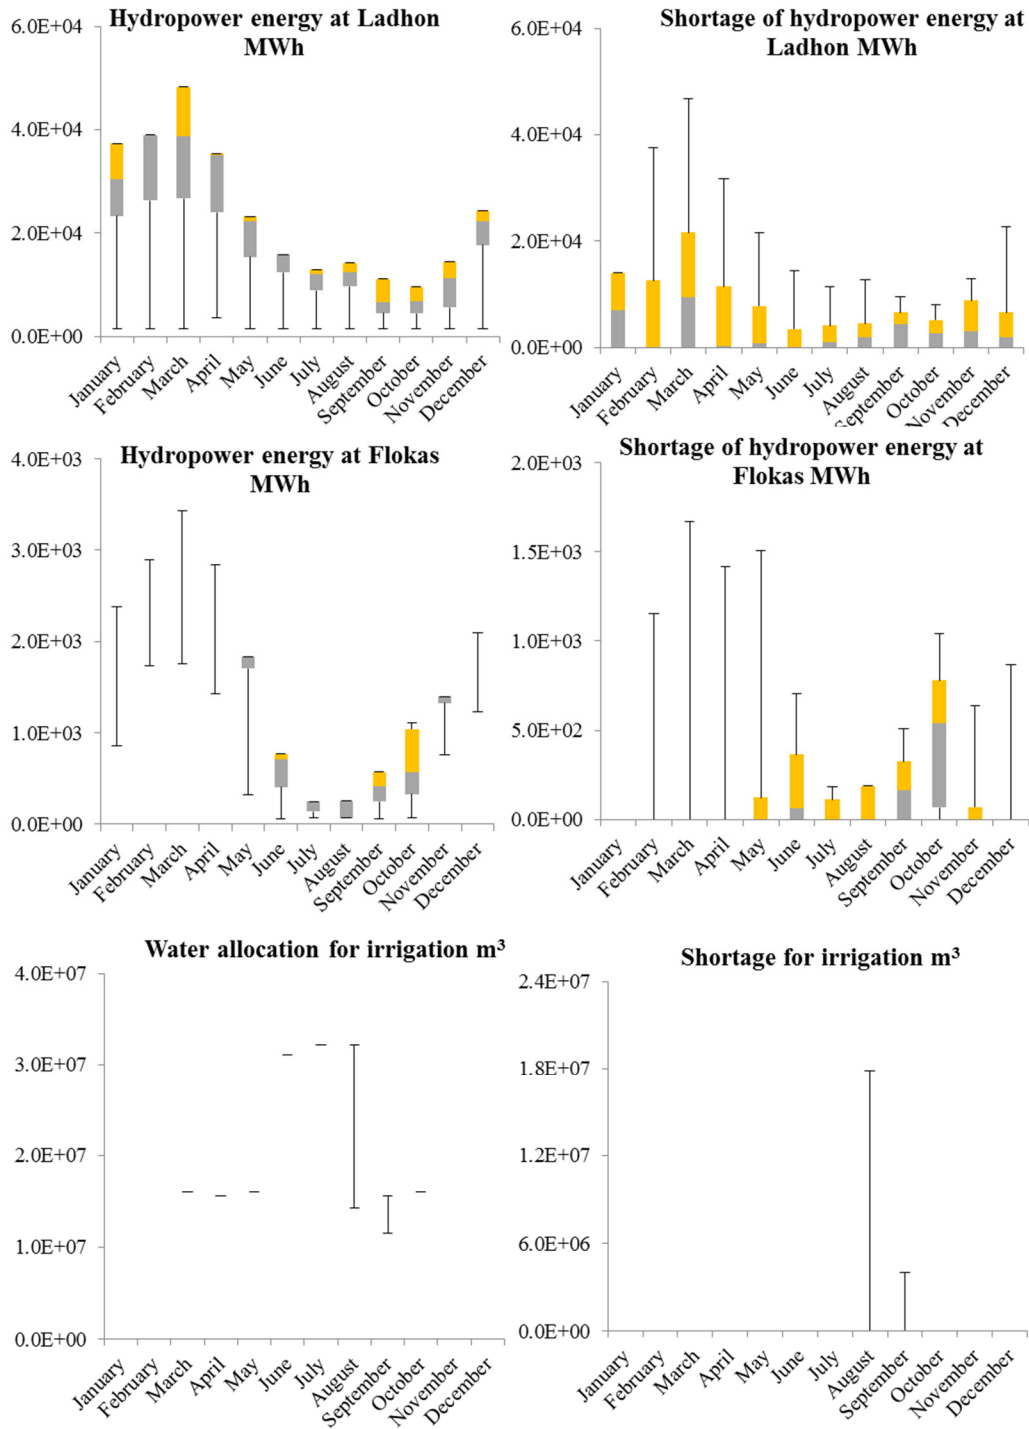 Hydropower energy at Ladhon
MWh
6.0E+04
4.0E+04
2.0E+04
0.0E+00
January
February
March
April
May
June
July
August
September
October
November
December
Shortage of hydropower energy at
Ladhon MWh
6.0E+04
4.0E+04
2.0E+04
0.0E+00
January
February
March
April
May
June
July
August
September
October
November
December
Hydropower energy at Flokas
MWh
4.0E+03
3.0E+03
2.0E+03
1.0E+03
0.0E+00
January
February
March
April
May
June
July
August
September
October
November
December
Shortage of hydropower energy at
Flokas MWh
2.0E+03
1.5E+03
1.0E+03
5.0E+02
0.0E+00
January
February
March
April
May
June
July
August
September
October
November
December
Water allocation for irrigation m³
4.0E+07
3.0E+07
2.0E+07
1.0E+07
0.0E+00
January
February
March
April
May
June
July
August
September
October
November
December
Shortage for irrigation m³
2.4E+07
1.8E+07
1.2E+07
6.0E+06
0.0E+00
January
February
March
April
May
June
July
August
September
October
November
December